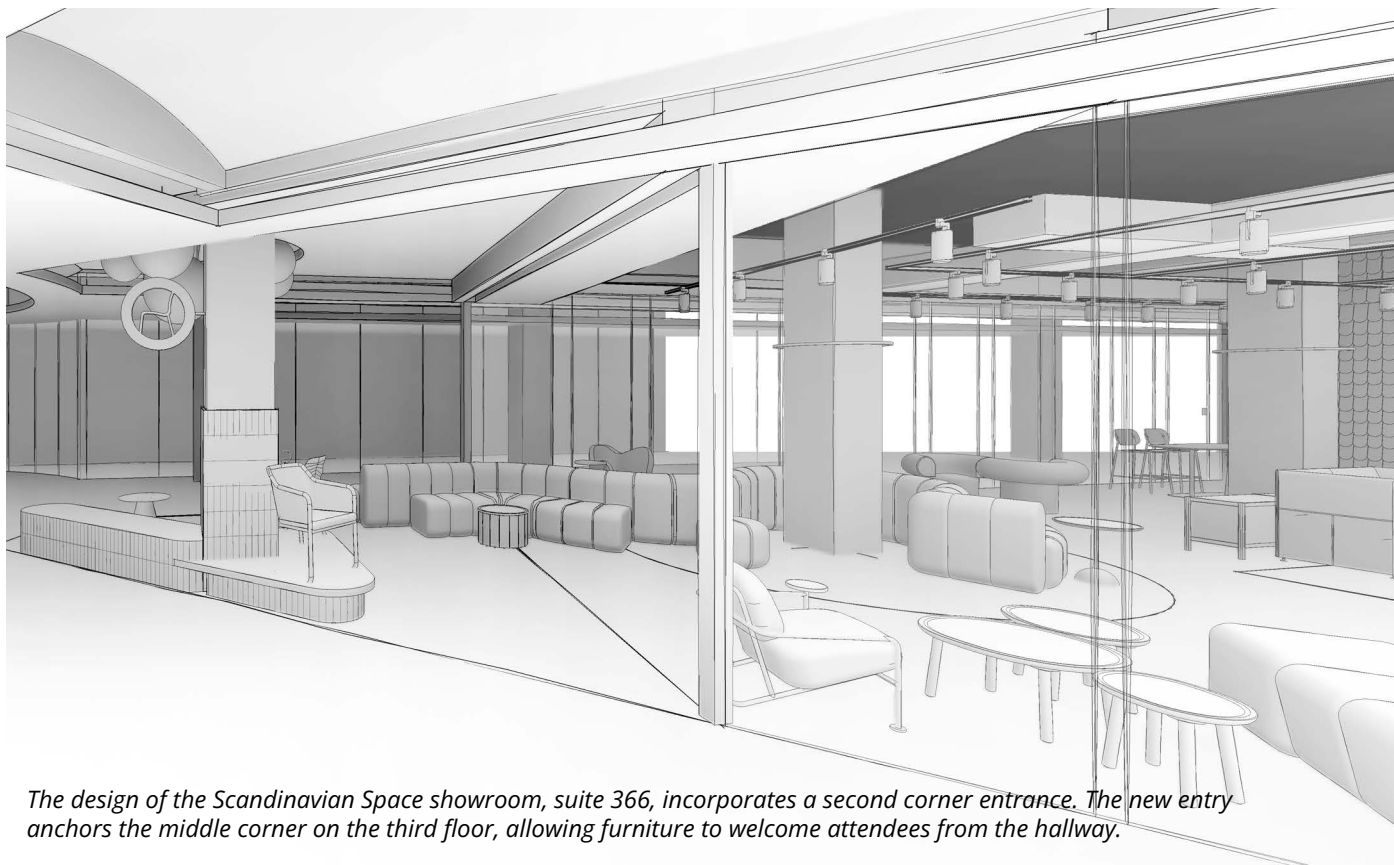 The design of the Scandinavian Space showroom, suite 366, incorporates a second corner entrance. The new entry
anchors the middle corner on the third floor, allowing furniture to welcome attendees from the hallway.